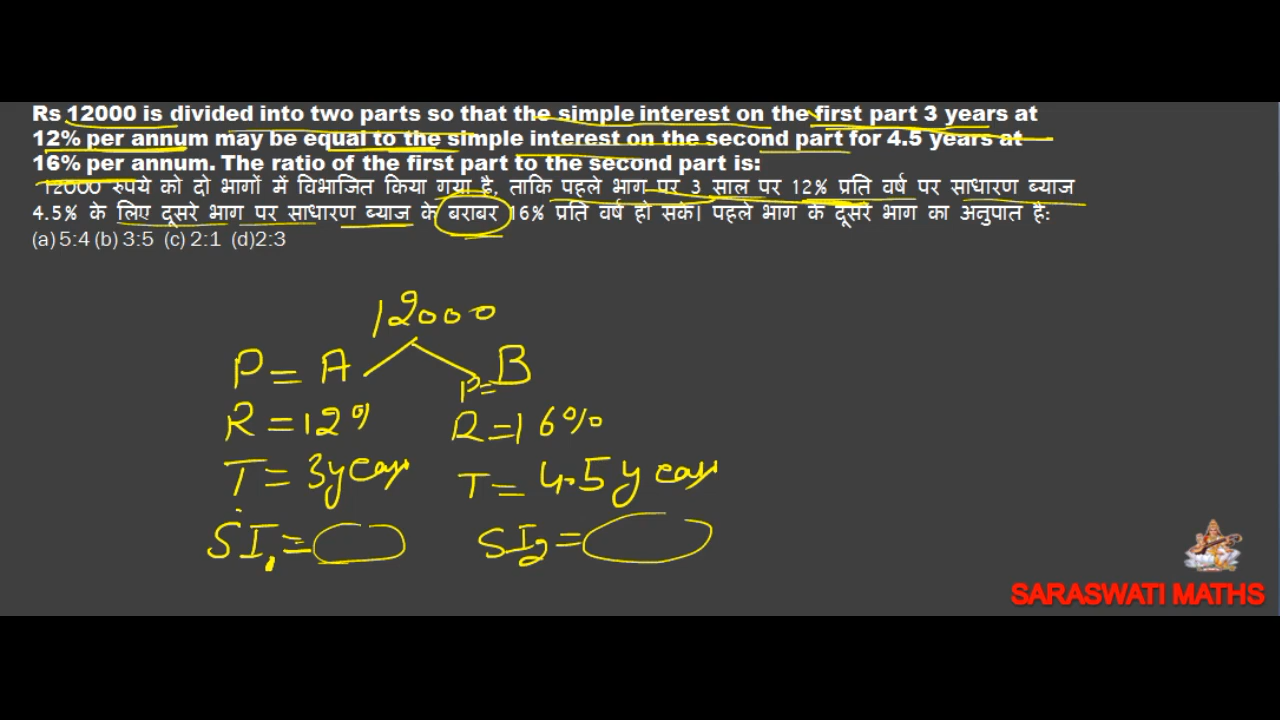 Rs 12000 is divided into two parts so that the simple interest on the first part 3 years at
12% per annum may be equal to the simple interest on the second part for 4.5 years at
16% per annum. The ratio of the first part to the second part is:
12000 रुपये को दो भागों में विभाजित किया गया है, ताकि पहले भाग पर 3 साल पर 12% प्रति वर्ष पर साधारण ब्याज
4.5% के लिए दूसरे भाग पर साधारण ब्याज के बराबर 16% प्रति वर्ष हो सके। पहले भाग के दूसरे भाग का अनुपात है:
(a) 5:4 (b) 3:5 (c) 2:1 (d)2:3
12000
P = A P= B
R = 12% R = 16%
T = 3 years T = 4.5 years
SI1 = SI2 =
SARASWATI MATHS